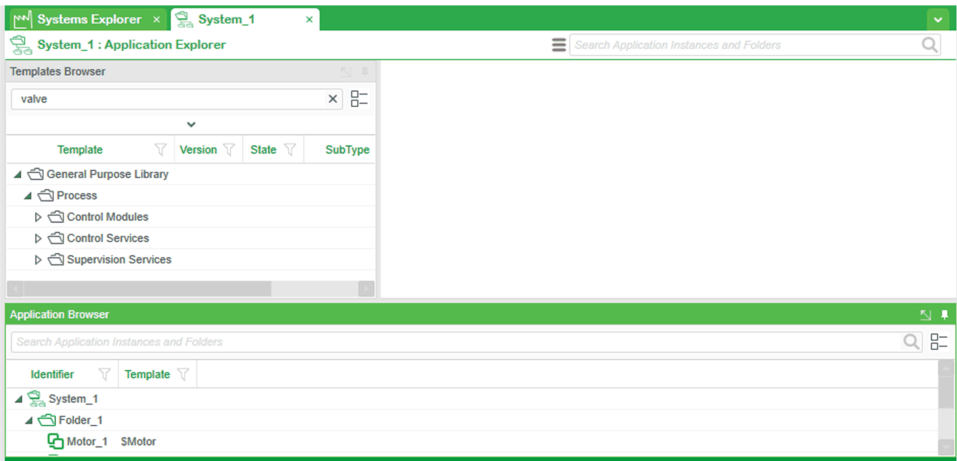 Systems Explorer × System_1 ×
System_1 : Application Explorer Search Application Instances and Folders
Templates Browser
valve
Template Version State SubType
General Purpose Library
Process
Control Modules
Control Services
Supervision Services
Application Browser
Search Application Instances and Folders
Identifier Template
System_1
Folder_1
Motor_1 $Motor